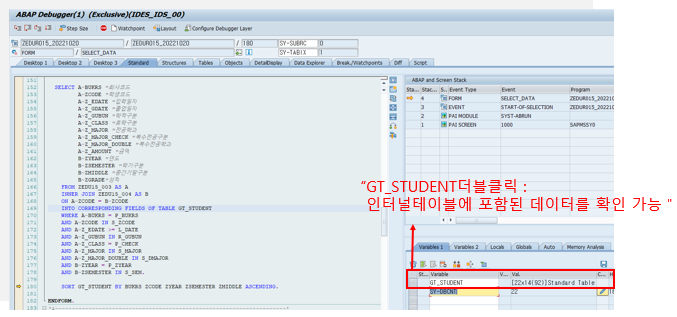 ABAP Debugger(1) (Exclusive)(IDES_IDS_00)
Step Size Watchpoint Layout Configure Debugger Layer
ZEDUR015_20221020 / ZEDUR015_20221020 / 180 SY-SUBRC 0
FORM / SELECT_DATA SY-TABIX 1
Desktop 1 Desktop 2 Desktop 3 Standard Structures Tables Objects DetailDisplay Data Explorer Break./Watchpoints Diff Script
151
152 SELECT A~BUKRS "회사코드
153 A~ZCODE "학생코드
154 A~Z_EDATE "입학일자
155 A~Z_GDATE "졸업일자
156 A~Z_GUBUN "학적구분
157 A~Z_CLASS "효학구분
158 A~Z_MAJOR "전공학과
159 A~Z_MAJOR_CHECK "복수전공구분
160 A~Z_MAJOR_DOUBLE "복수전공학과
161 A~Z_AMOUNT "금액
162 B~ZYEAR "년도
163 B~ZSEMESTER "학기구분
164 B~ZMIDDLE "중간기말구분
165 B~ZGRADE "성적
166 FROM ZEDU15_003 AS A
167 INNER JOIN ZEDU15_004 AS B
168 ON A~ZCODE = B~ZCODE
169 INTO CORRESPONDING FIELDS OF TABLE GT_STUDENT
170 WHERE A~BUKRS = P_BUKRS
171 AND A~ZCODE IN S_ZCODE
172 AND A~Z_EDATE >= L_DATE
173 AND A~Z_GUBUN IN R_GUBUN
174 AND A~Z_CLASS = P_CHECK
175 AND A~Z_MAJOR IN S_MAJOR
176 AND A~Z_MAJOR_DOUBLE IN S_DMAJOR
177 AND B~ZYEAR = P_ZYEAR
178 AND B~ZSEMESTER IN S_SEM.
179
180 SORT GT_STUDENT BY BUKRS ZCODE ZYEAR ZSEMESTER ZMIDDLE ASCENDING.
181
182 ENDFORM.
183
ABAP and Screen Stack
Sta... Stac... S.. Event Type Event Program
4 FORM SELECT_DATA ZEDUR015_202210
3 EVENT START-OF-SELECTION ZEDUR015_202210
2 PAI MODULE SYST-ABRUN
1 PAI SCREEN 1000 SAPMSSY0
"GT_STUDENT더블클릭 :
인터널테이블에 포함된 데이터를 확인 가능 "
Variables 1 Variables 2 Locals Globals Auto Memory Analysis
St... Variable V... Val. C...
GT_STUDENT [22x14(92)]Standard Table
SY-DBCNT 22